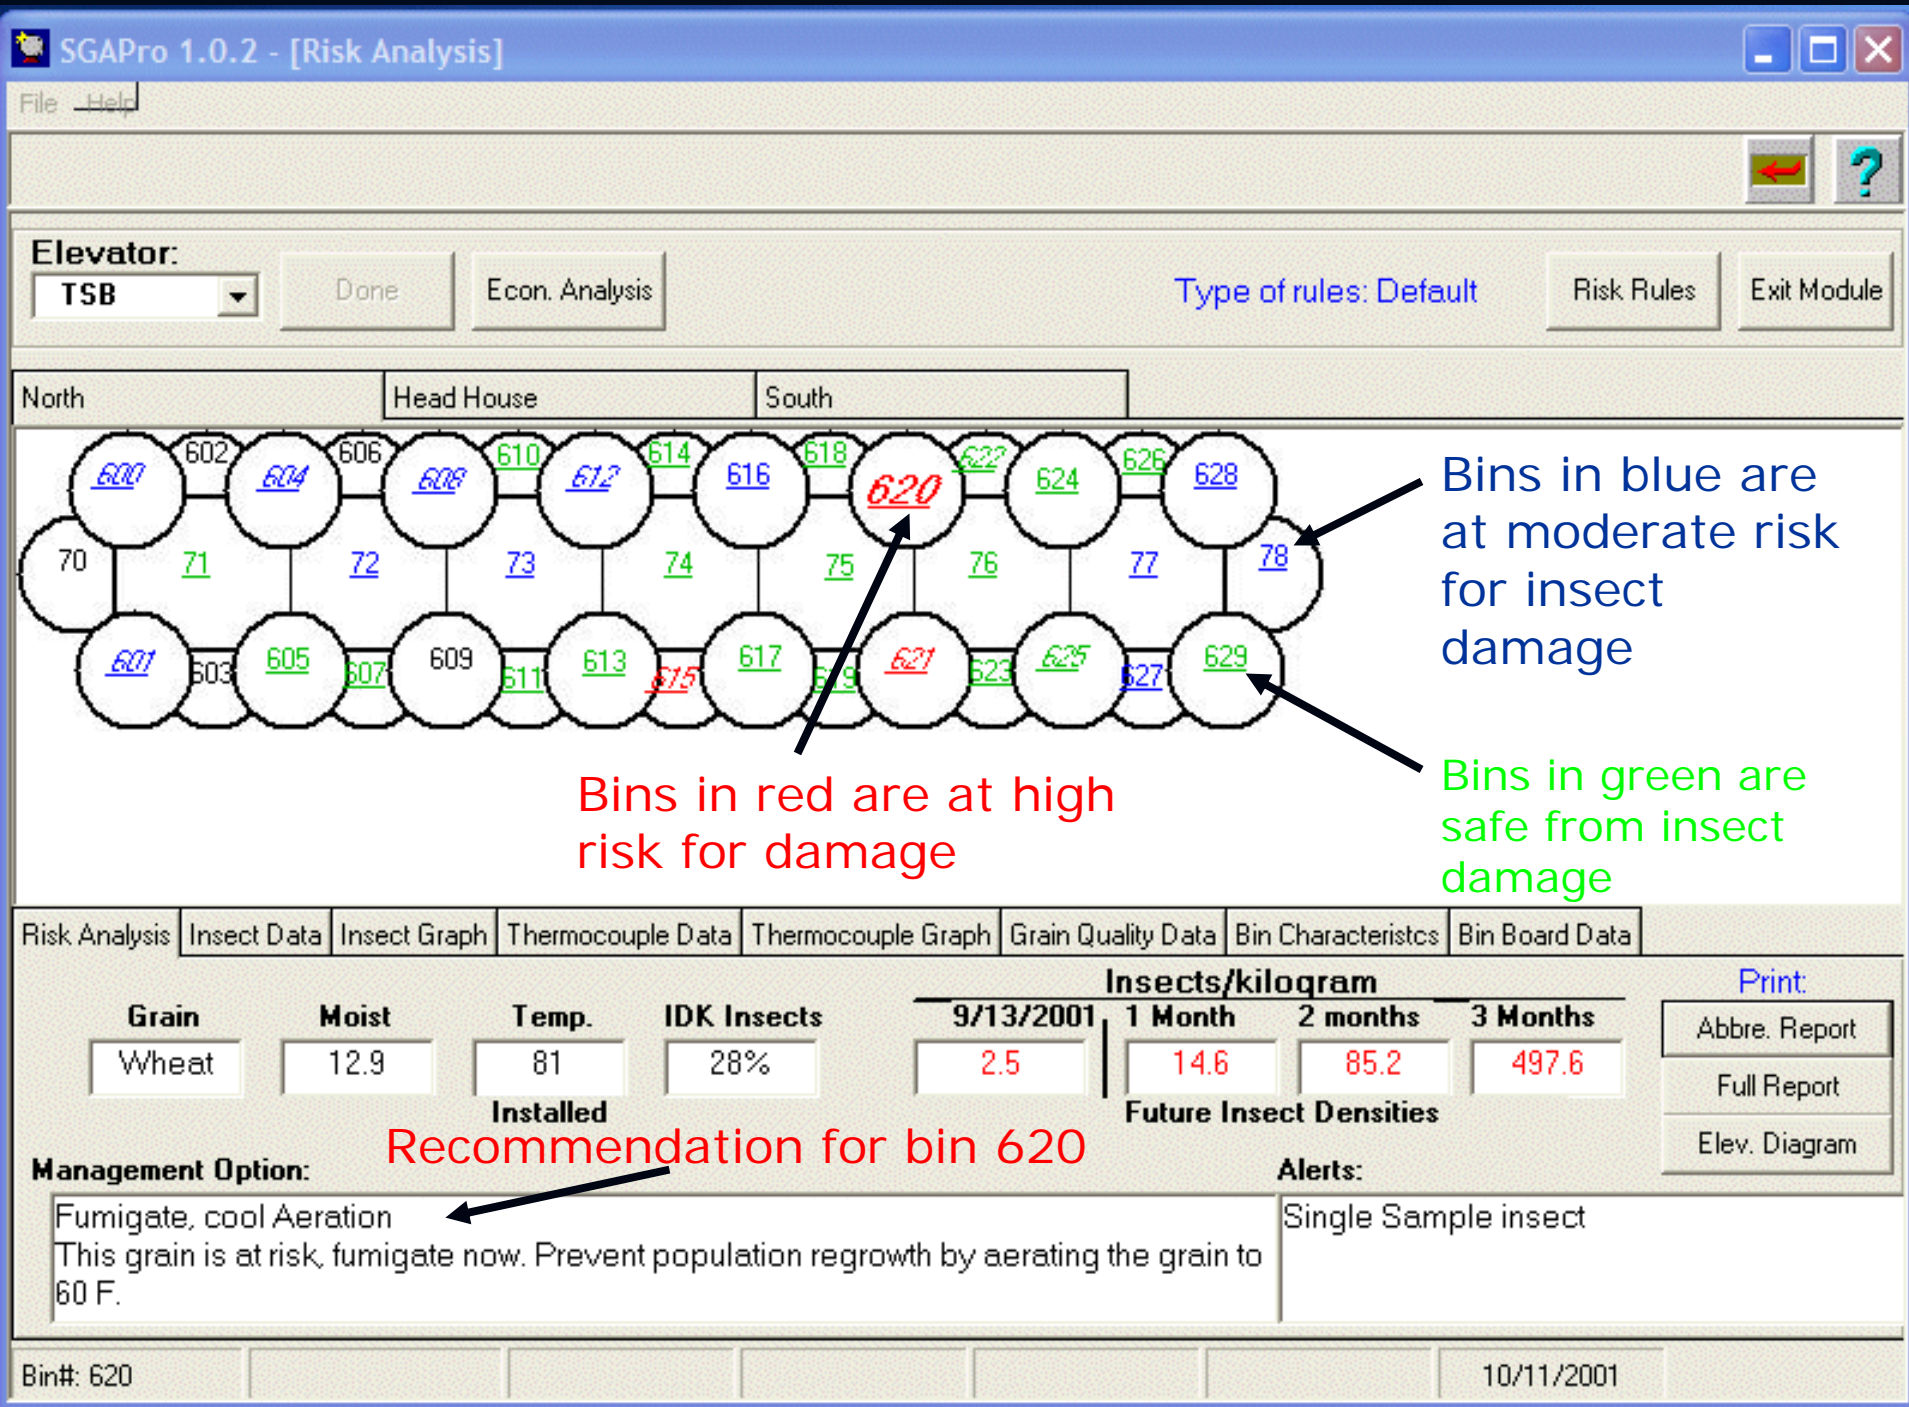 SGAPro 1.0.2 - [Risk Analysis]
File Help
Elevator:
TSB
Done
Econ. Analysis
Type of rules: Default
Risk Rules
Exit Module
North
Head House
South
600 602 604 606 608 610 612 614 616 618 620 622 624 626 628
70 71 72 73 74 75 76 77 78
601 603 605 607 609 611 613 615 617 619 621 623 625 627 629
Bins in blue are
at moderate risk
for insect
damage
Bins in red are at high
risk for damage
Bins in green are
safe from insect
damage
Risk Analysis Insect Data Insect Graph Thermocouple Data Thermocouple Graph Grain Quality Data Bin Characteristcs Bin Board Data
Insects/kilogram
Print:
Grain Moist Temp. IDK Insects 9/13/2001 1 Month 2 months 3 Months
Wheat 12.9 81 28% 2.5 14.6 85.2 497.6
Installed
Future Insect Densities
Abbre. Report
Full Report
Elev. Diagram
Recommendation for bin 620
Management Option:
Fumigate, cool Aeration
This grain is at risk, fumigate now. Prevent population regrowth by aerating the grain to
60 F.
Alerts:
Single Sample insect
Bin#: 620
10/11/2001